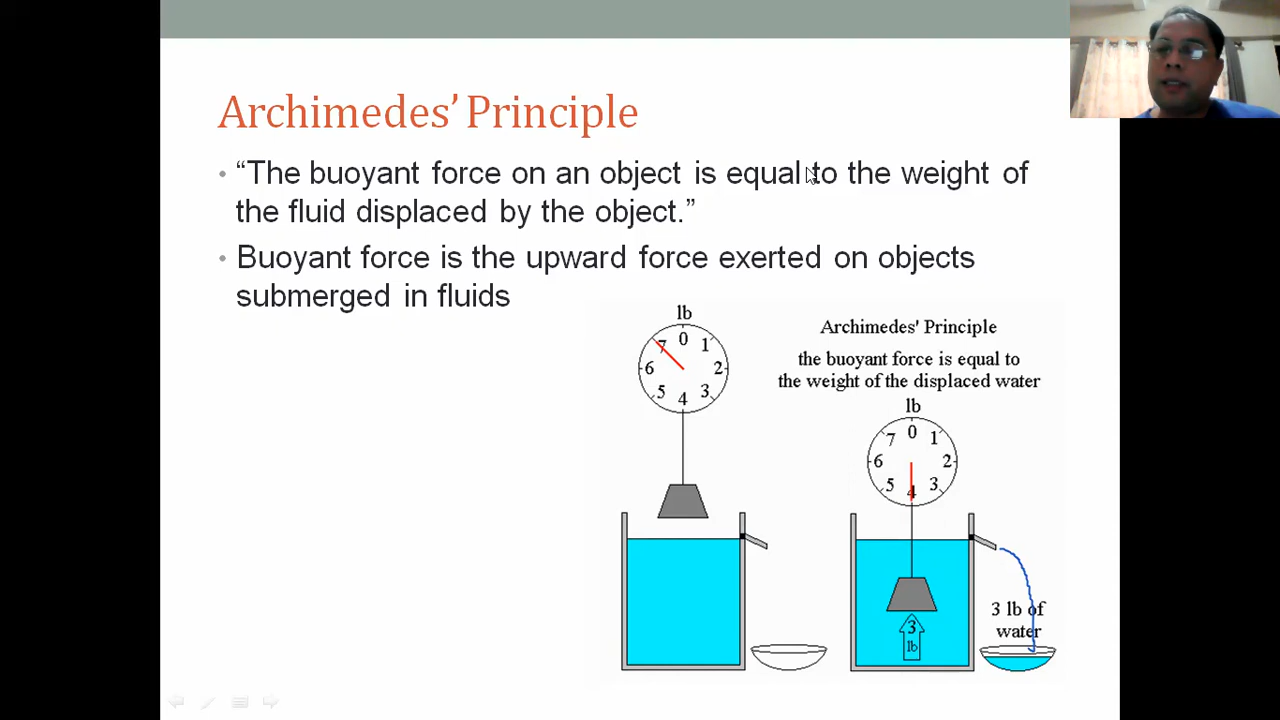 Archimedes’ Principle
• “The buoyant force on an object is equal to the weight of
the fluid displaced by the object.”
• Buoyant force is the upward force exerted on objects
submerged in fluids
lb
0
1
2
3
4
5
6
7
Archimedes' Principle
the buoyant force is equal to
the weight of the displaced water
lb
0
1
2
3
4
5
6
7
3
lb
3 lb of
water